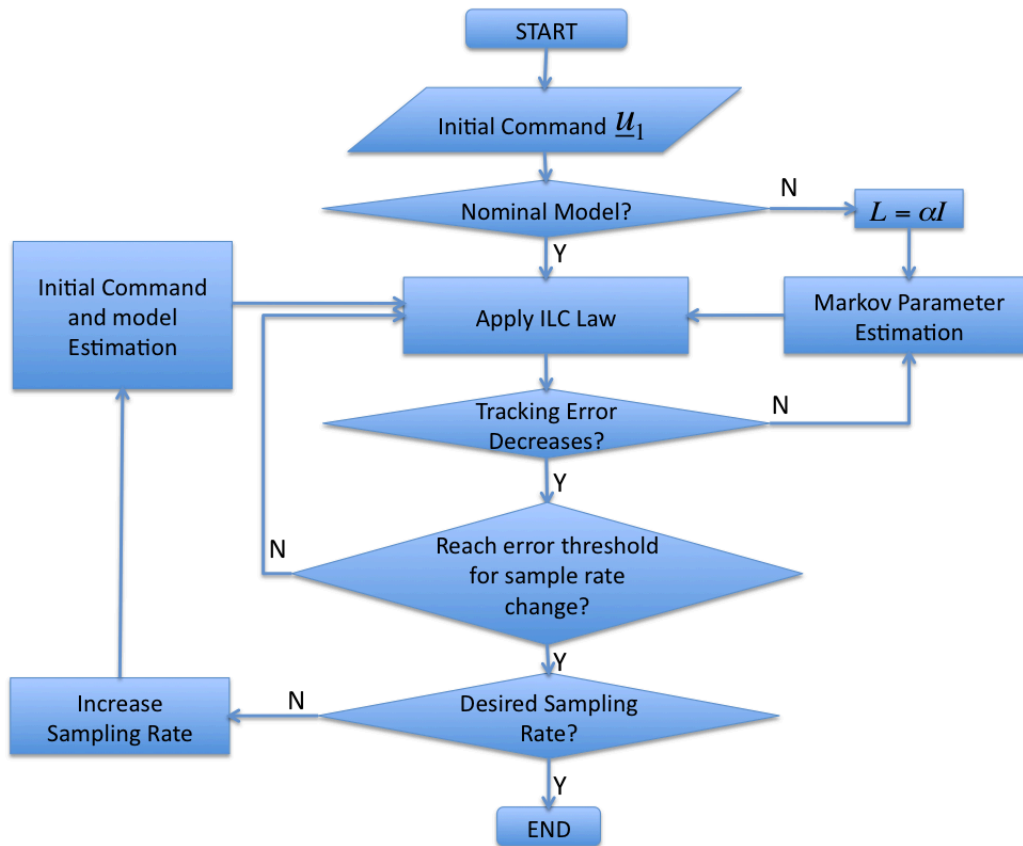 START
Initial Command u₁
N
Nominal Model?
L = αI
Y
Initial Command
and model
Estimation
Apply ILC Law
Markov Parameter
Estimation
Tracking Error
Decreases?
N
Y
Reach error threshold
for sample rate
change?
N
Y
Increase
Sampling Rate
N
Desired Sampling
Rate?
Y
END